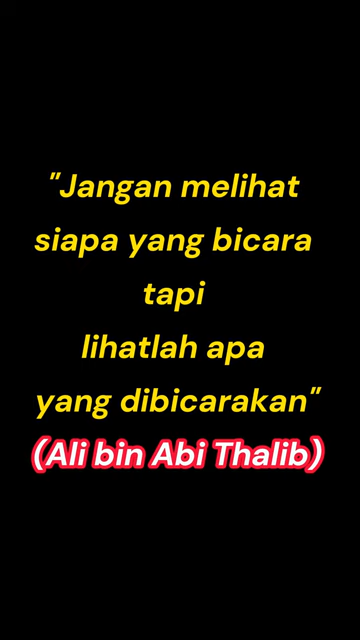 "Jangan melihat
siapa yang bicara
tapi
lihatlah apa
yang dibicarakan"
(Ali bin Abi Thalib)